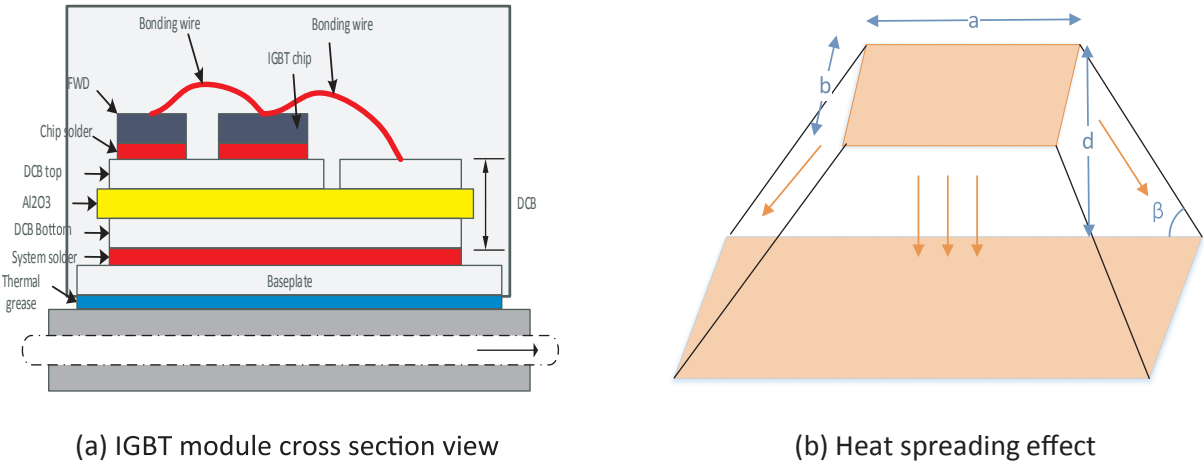 Bonding wire
Bonding wire
IGBT chip
FWD
Chip solder
DCB top
Al2O3
DCB
DCB Bottom
System solder
Baseplate
Thermal
grease
(a) IGBT module cross section view
a
b
d
β
(b) Heat spreading effect